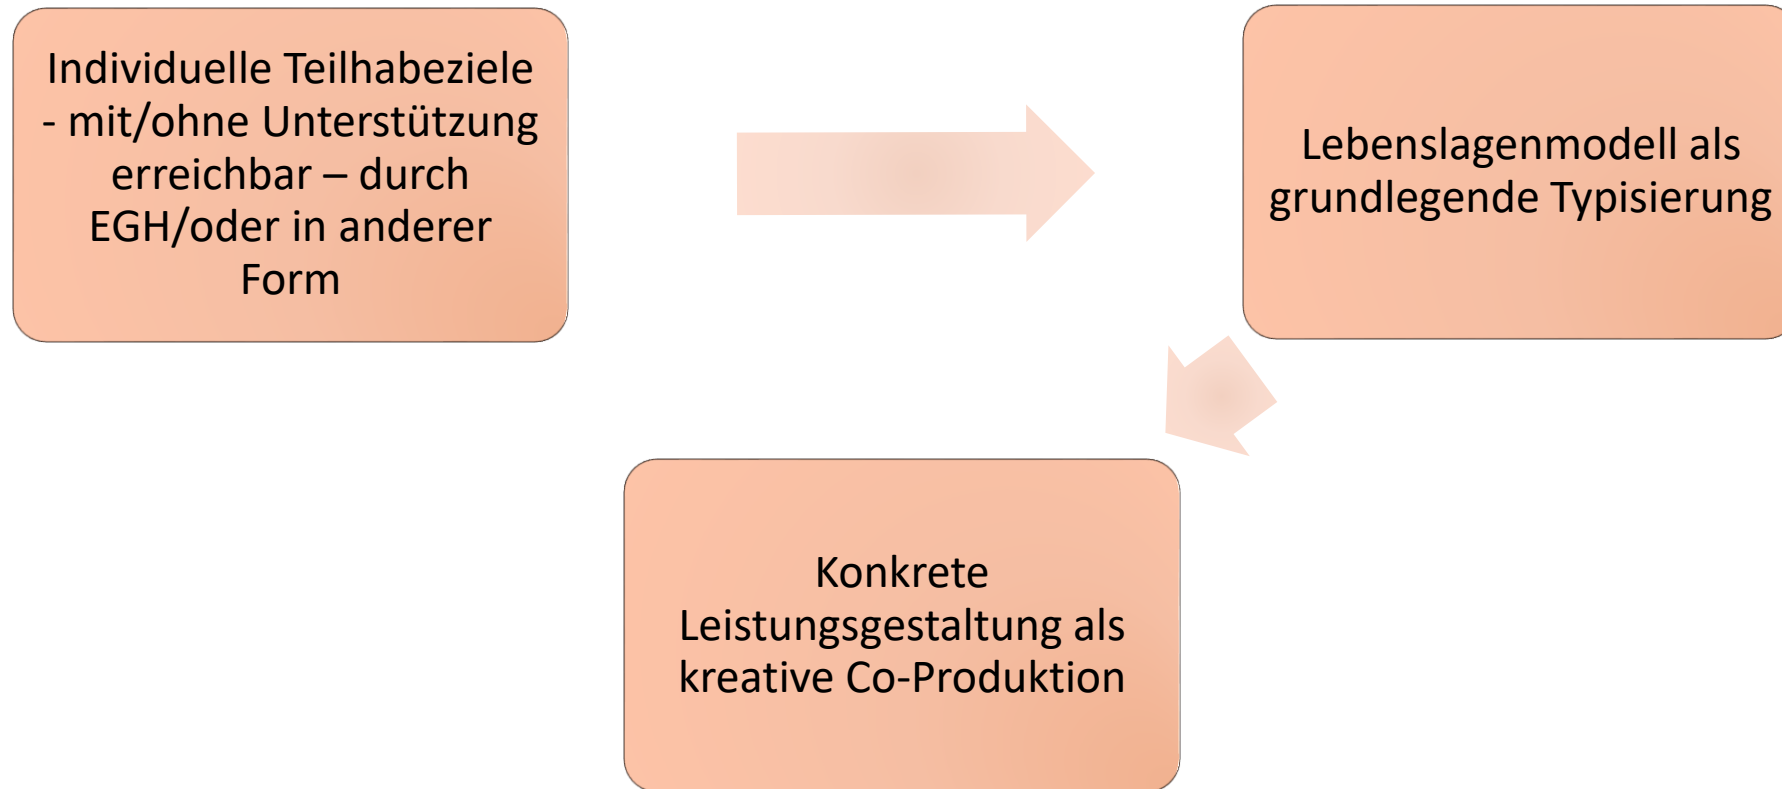 Individuelle Teilhabeziele
- mit/ohne Unterstützung
erreichbar – durch
EGH/oder in anderer
Form
Lebenslagenmodell als
grundlegende Typisierung
Konkrete
Leistungsgestaltung als
kreative Co-Produktion